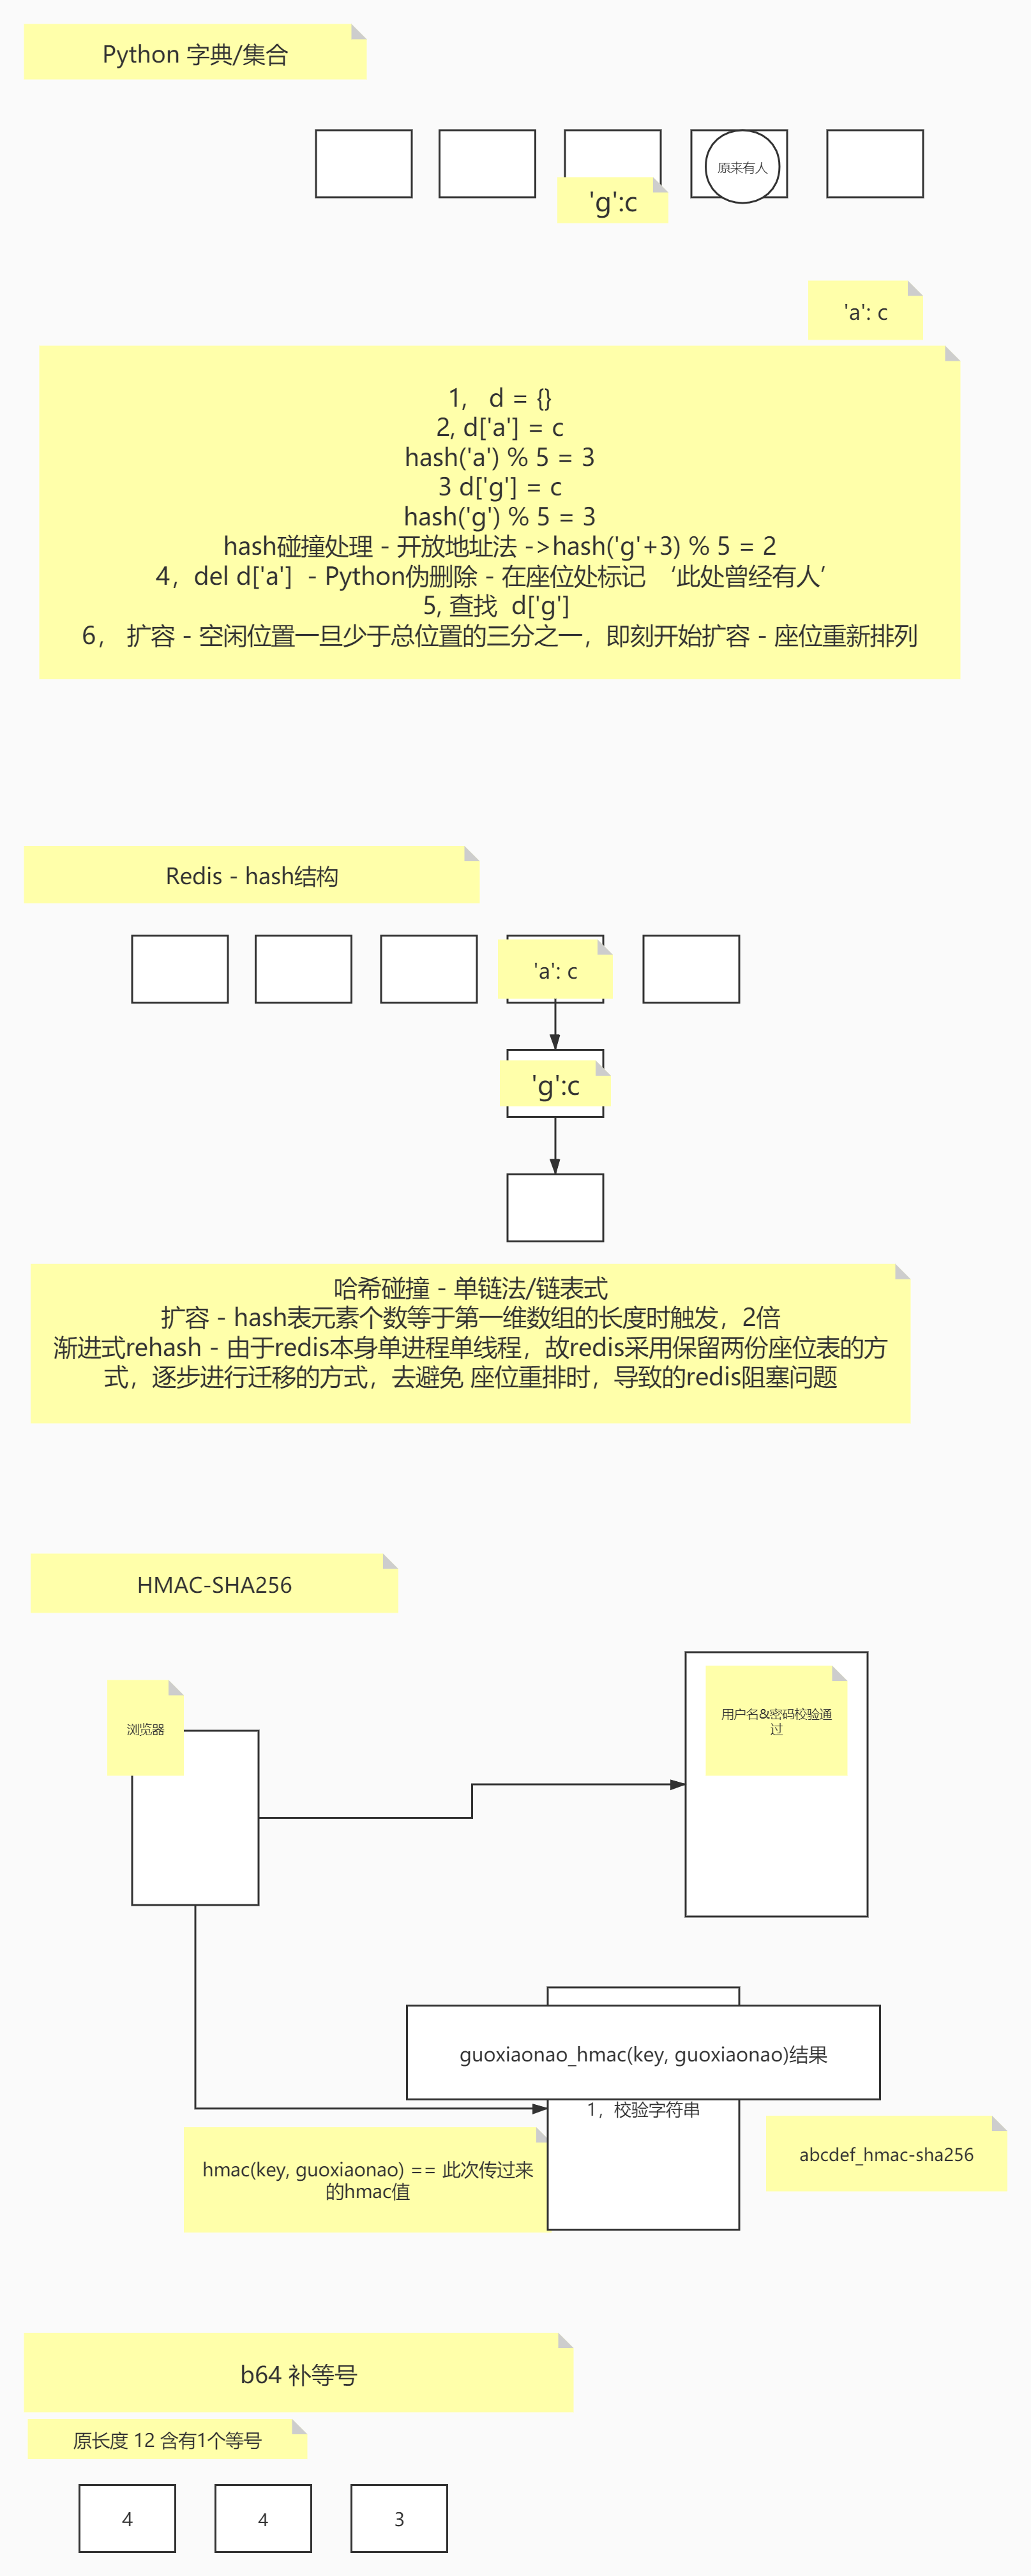 Python 字典/集合
原来有人
'g':c
'a': c
1,   d = {}
2, d['a'] = c
hash('a') % 5 = 3
3 d['g'] = c
hash('g') % 5 = 3
hash碰撞处理 - 开放地址法 ->hash('g'+3) % 5 = 2
4，del d['a']  - Python伪删除 - 在座位处标记 ‘此处曾经有人’
5, 查找  d['g']
6， 扩容 - 空闲位置一旦少于总位置的三分之一，即刻开始扩容 - 座位重新排列
Redis - hash结构
'a': c
'g':c
哈希碰撞 - 单链法/链表式
扩容 - hash表元素个数等于第一维数组的长度时触发，2倍
渐进式rehash - 由于redis本身单进程单线程，故redis采用保留两份座位表的方
式，逐步进行迁移的方式，去避免 座位重排时，导致的redis阻塞问题
HMAC-SHA256
浏览器
用户名&密码校验通
过
guoxiaonao_hmac(key, guoxiaonao)结果
1，校验字符串
abcdef_hmac-sha256
hmac(key, guoxiaonao) == 此次传过来
的hmac值
b64 补等号
原长度 12 含有1个等号
4
4
3